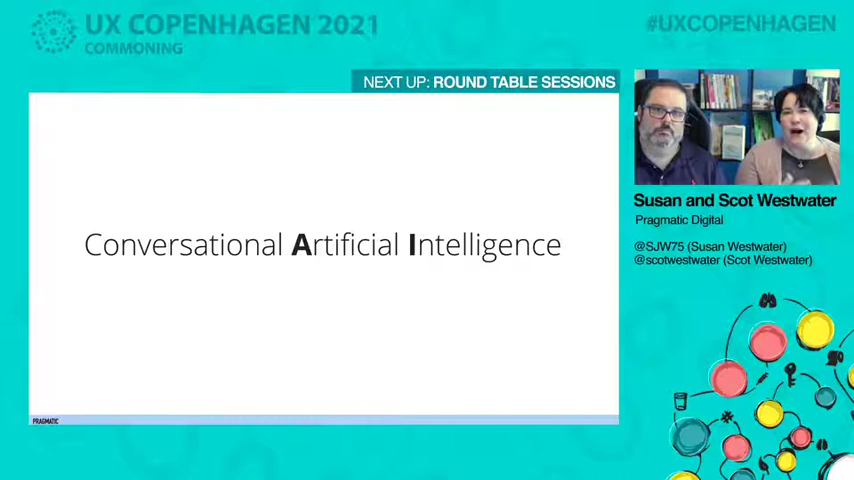 UX COPENHAGEN 2021
COMMONING
#UXCOPENHAGEN
NEXT UP: ROUND TABLE SESSIONS
Conversational Artificial Intelligence
PRAGMATIC
Susan and Scot Westwater
Pragmatic Digital
@SJW75 (Susan Westwater)
@scotwestwater (Scot Westwater)